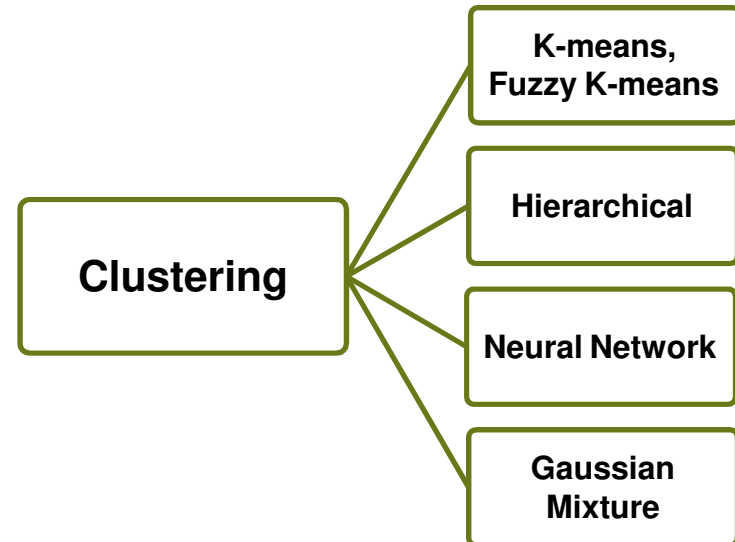 K-means,
Fuzzy K-means
Hierarchical
Clustering
Neural Network
Gaussian
Mixture